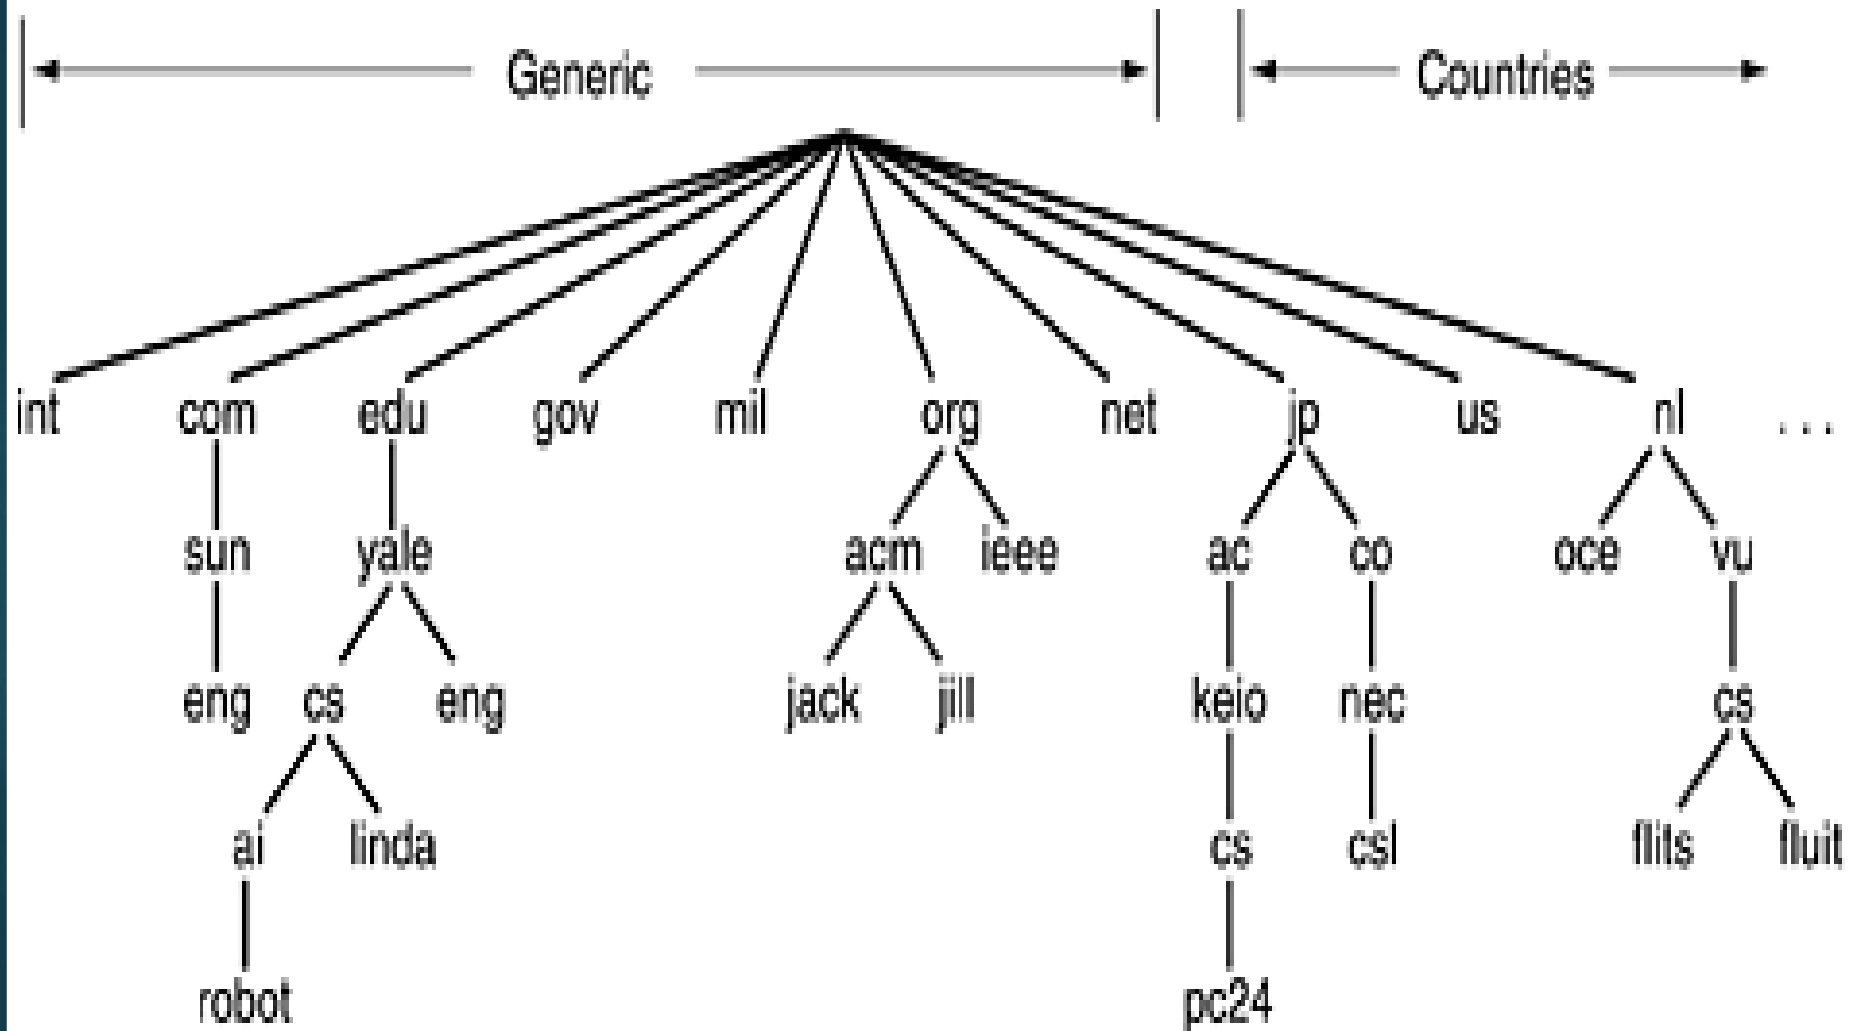 Generic Countries
int com edu gov mil org net jp us nl ...
sun yale acm ieee ac co oce vu
eng cs eng jack jill keio nec cs
ai linda cs csl flits fluit
robot pc24